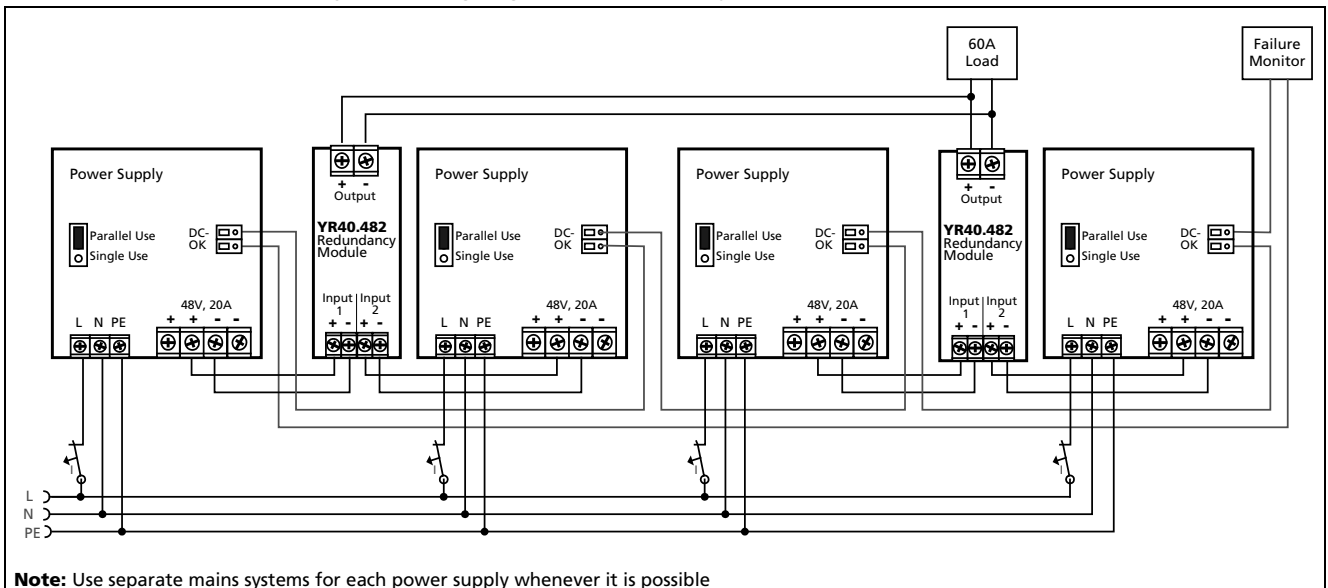 60A
Load
Failure
Monitor
Power Supply
Parallel Use
Single Use
DC-
OK
48V, 20A
L N PE
+ + - -
+ -
Output
YR40.482
Redundancy
Module
Input Input
1 2
+ - + -
Power Supply
Parallel Use
Single Use
DC-
OK
48V, 20A
L N PE
+ + - -
Power Supply
Parallel Use
Single Use
DC-
OK
48V, 20A
L N PE
+ + - -
+ -
Output
YR40.482
Redundancy
Module
Input Input
1 2
+ - + -
Power Supply
Parallel Use
Single Use
DC-
OK
48V, 20A
L N PE
+ + - -
I
I
I
I
L
N
PE
Note: Use separate mains systems for each power supply whenever it is possible